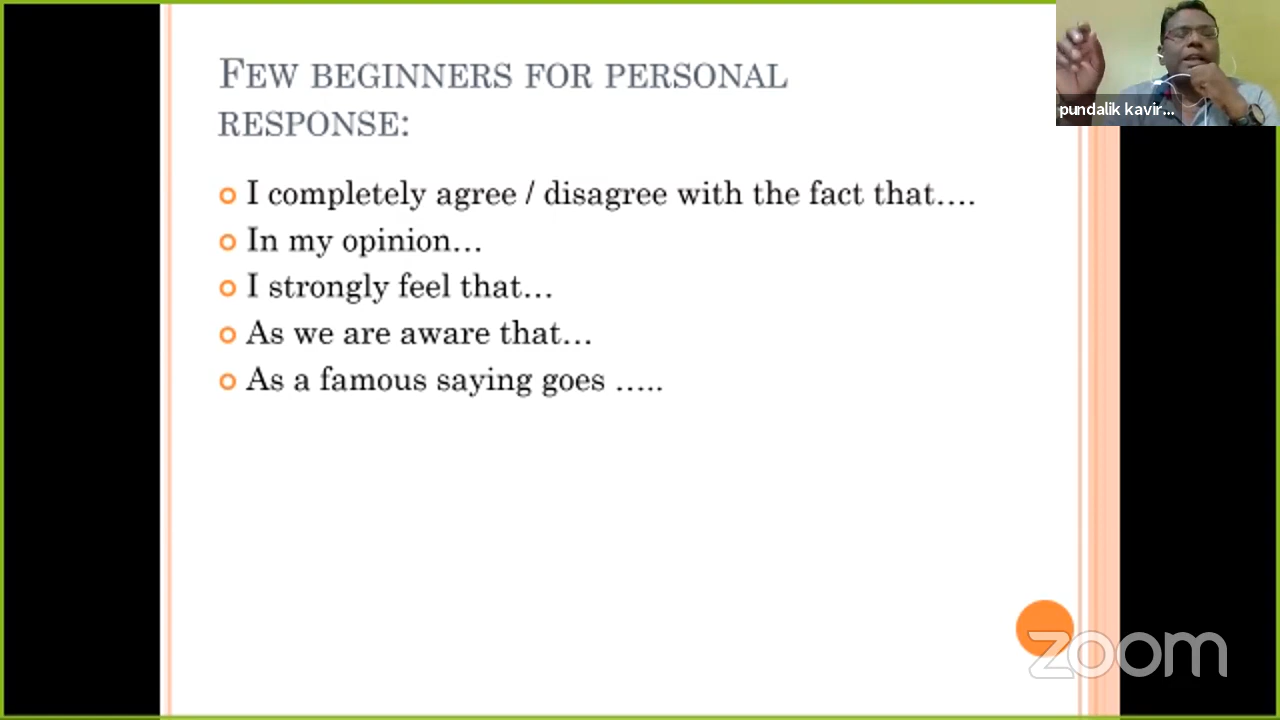 FEW BEGINNERS FOR PERSONAL
RESPONSE:
I completely agree / disagree with the fact that….
In my opinion…
I strongly feel that…
As we are aware that…
As a famous saying goes …..
pundalik kavir...
zoom